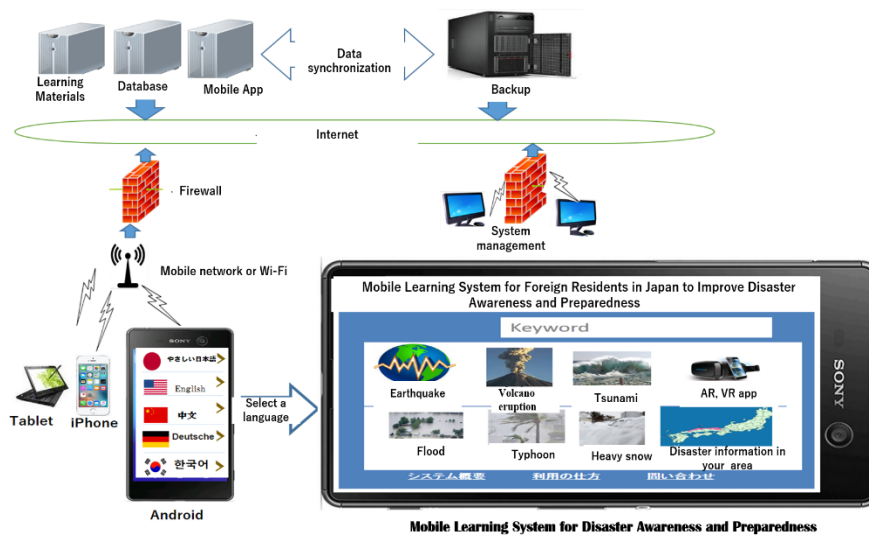 Learning
Materials
Database
Mobile App
Data
synchronization
Backup
Internet
Firewall
System
management
Mobile network or Wi-Fi
Tablet
iPhone
SONY
やさしい日本語
English
中文
Deutsche
한국어
Android
Select a
language
Mobile Learning System for Foreign Residents in Japan to Improve Disaster
Awareness and Preparedness
Keyword
Earthquake
Volcano
eruption
Tsunami
AR, VR app
Flood
Typhoon
Heavy snow
Disaster information in
your area
システム概要
利用の仕方
問い合わせ
SONY
Mobile Learning System for Disaster Awareness and Preparedness